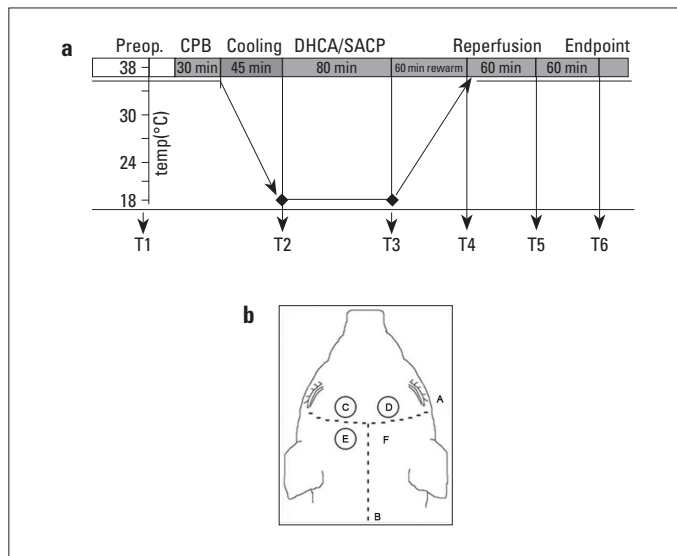 a
Preop. CPB Cooling DHCA/SACP Reperfusion Endpoint
38 30 min 45 min 80 min 60 min rewarm 60 min 60 min
30
24
18
temp(°C)
T1 T2 T3 T4 T5 T6
b
A
C D
E F
B